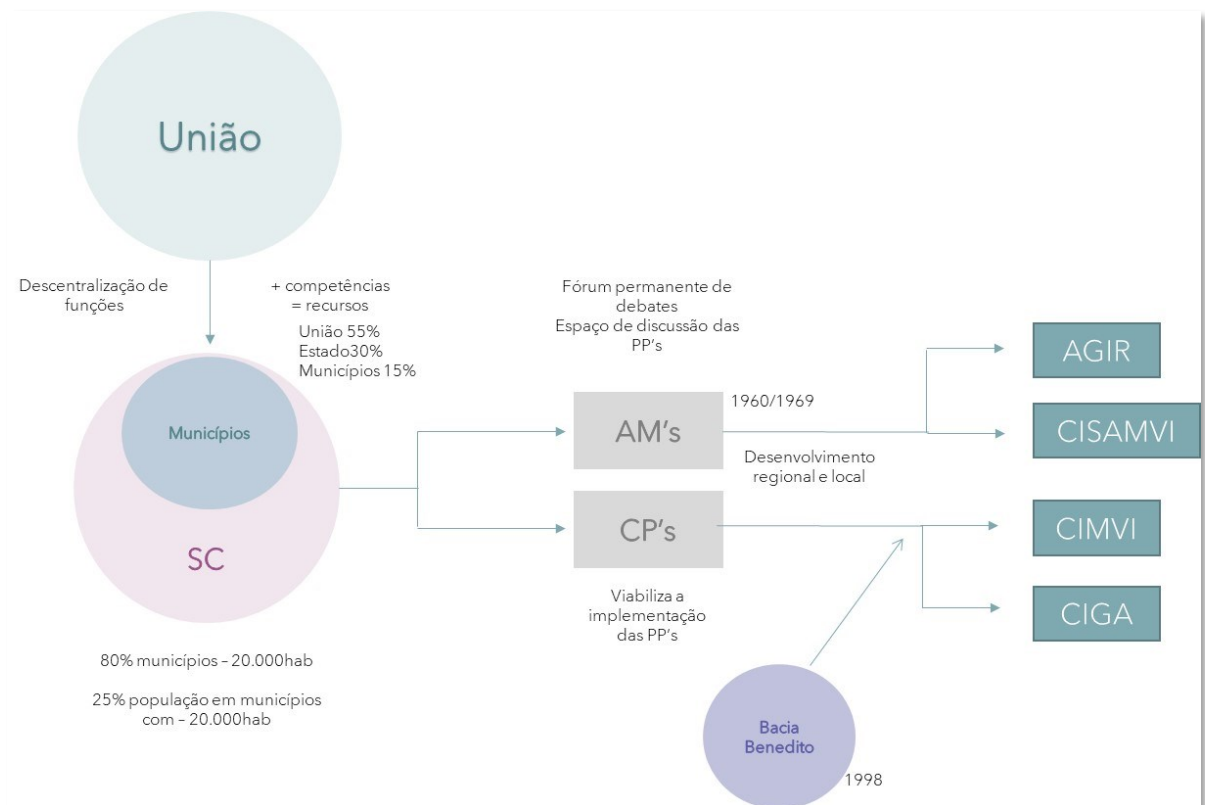 União
Descentralização de
funções
+ competências
= recursos
União 55%
Estado30%
Municípios 15%
Municípios
SC
80% municípios – 20.000hab
25% população em municípios
com – 20.000hab
Fórum permanente de
debates
Espaço de discussão das
PP's
AM's
1960/1969
Desenvolvimento
regional e local
CP's
Viabiliza a
implementação
das PP's
Bacia
Benedito
1998
AGIR
CISAMVI
CIMVI
CIGA